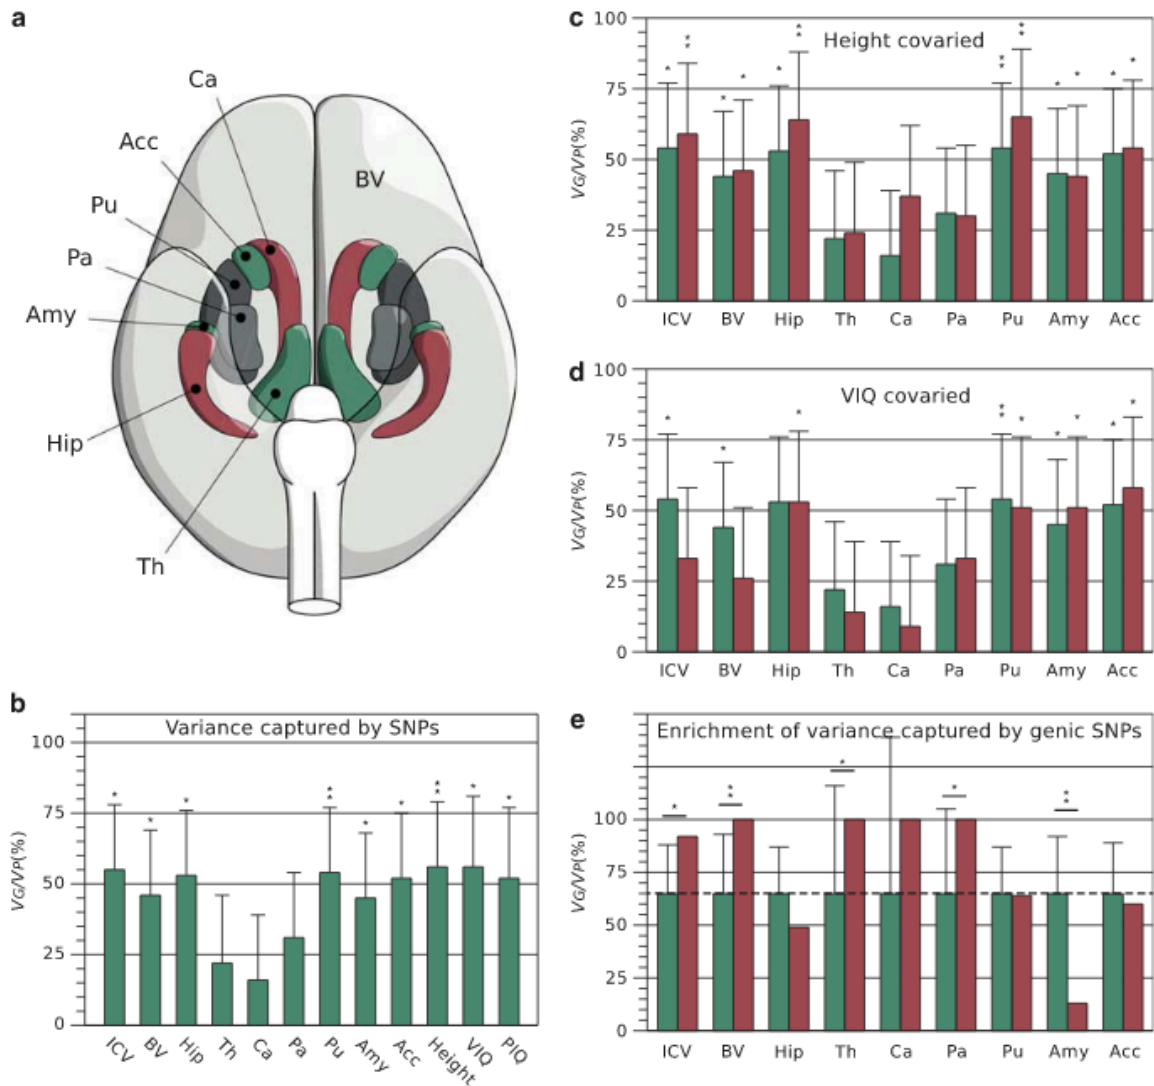 a
Ca
Acc
BV
Pu
Pa
Amy
Hip
Th
b
Variance captured by SNPs
VG/VP(%)
100
75
50
25
0
* * * * * * * * * * * *
ICV BV Hip Th Ca Pa Pu Amy Acc Height VIQ PIQ
c
Height covaried
VG/VP(%)
100
75
50
25
0
* * * * * * * * * * * * * * * *
ICV BV Hip Th Ca Pa Pu Amy Acc
d
VIQ covaried
VG/VP(%)
100
75
50
25
0
* * * * * * * * * *
ICV BV Hip Th Ca Pa Pu Amy Acc
e
Enrichment of variance captured by genic SNPs
VG/VP(%)
100
75
50
25
0
* * * * * * *
ICV BV Hip Th Ca Pa Pu Amy Acc